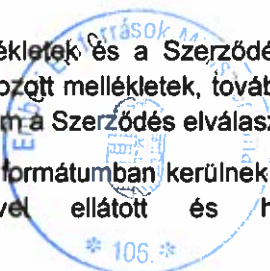 ékletek és a Szerződé
ozott mellékletek, továb
m a Szerződés elválasz
formátumban kerülnek
vel ellátott és h
106.